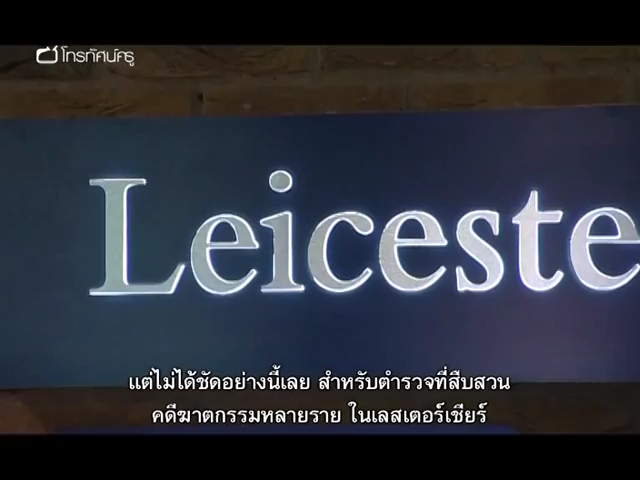 โทรทัศน์ครู
Leiceste
แต่ไม่ได้ชัดอย่างนี้เลย สำหรับตำรวจที่สืบสวน
คดีฆาตกรรมหลายราย ในเลสเตอร์เชียร์